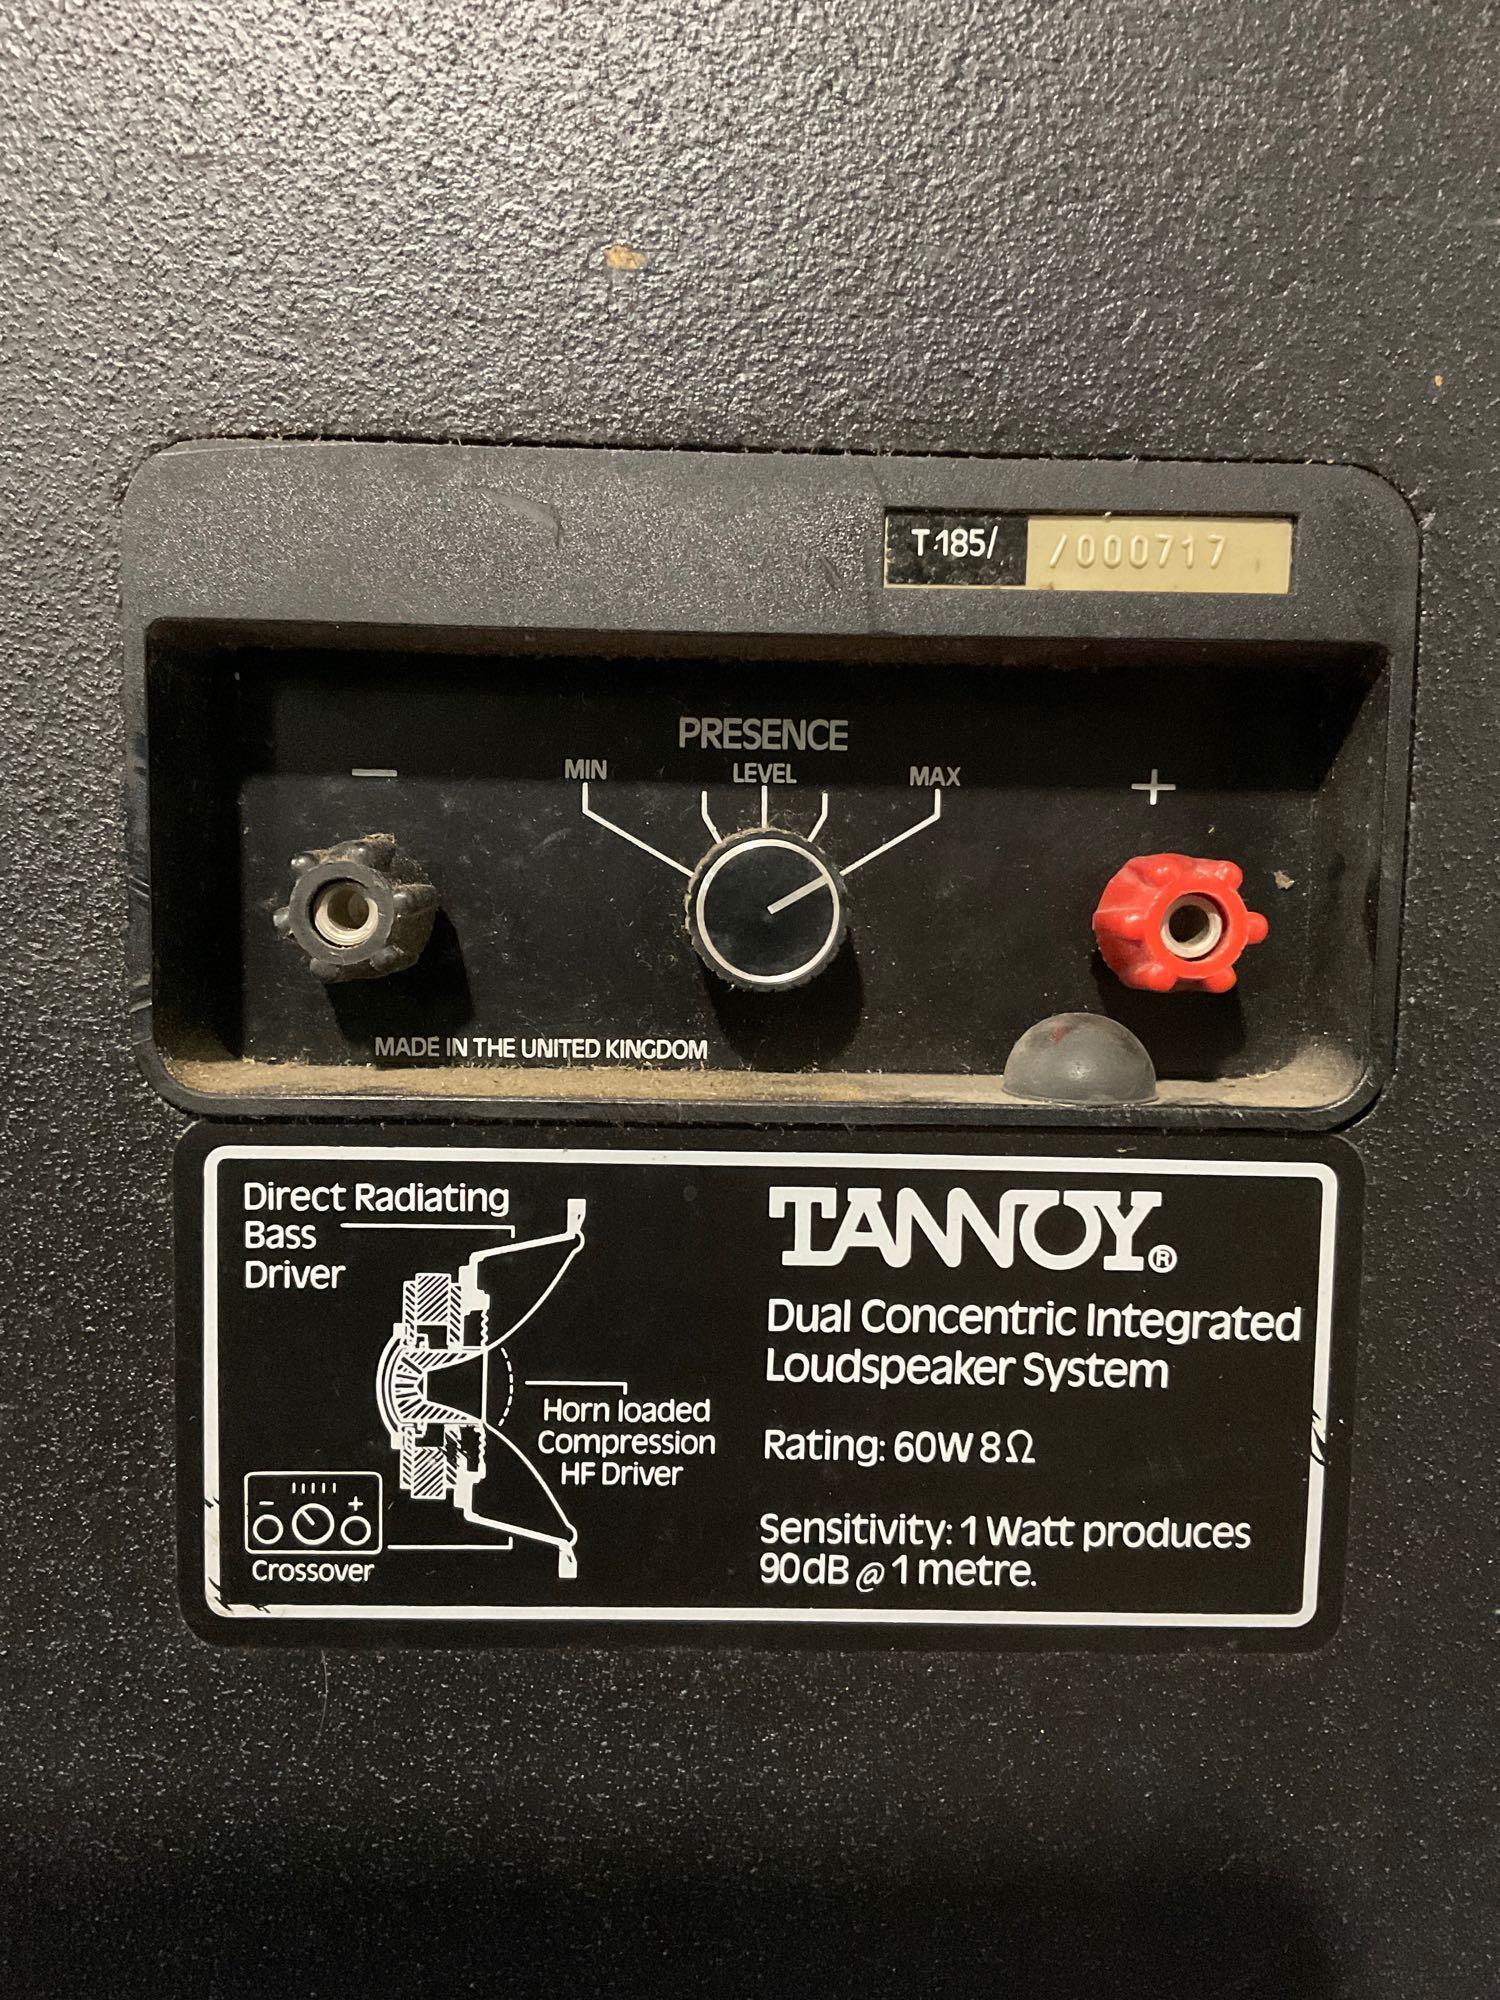 T185/ /000717
PRESENCE
MIN LEVEL MAX
− +
MADE IN THE UNITED KINGDOM
Direct Radiating
Bass
Driver
Horn loaded
Compression
HF Driver
− +
Crossover
TANNOY®
Dual Concentric Integrated
Loudspeaker System
Rating: 60W 8Ω
Sensitivity: 1 Watt produces
90dB @ 1 metre.